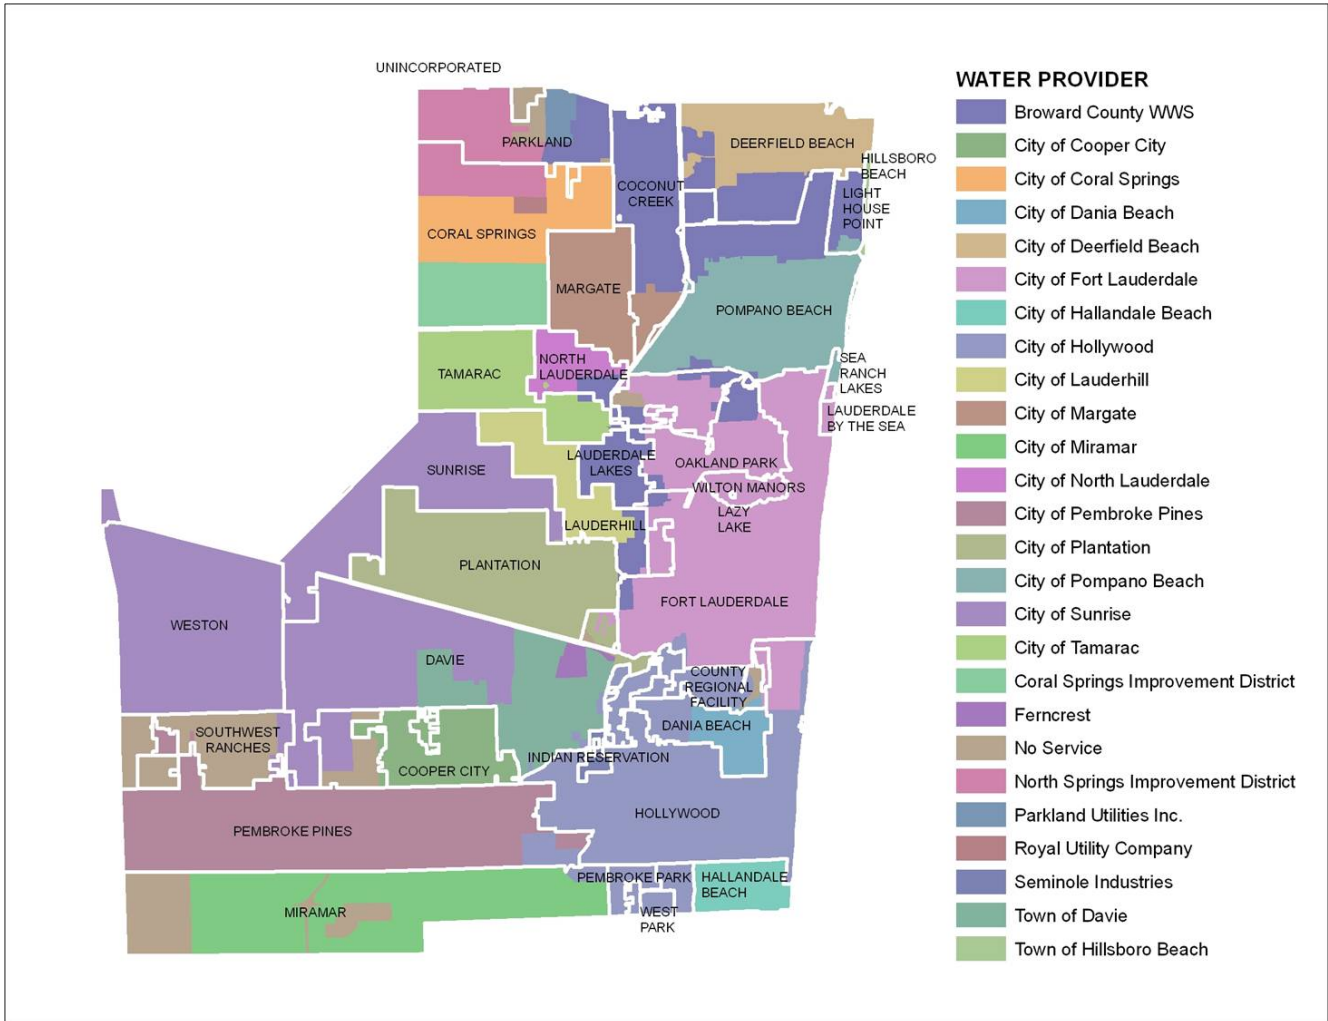 UNINCORPORATED
PARKLAND
DEERFIELD BEACH
HILLSBORO
BEACH
COCONUT
CREEK
LIGHT
HOUSE
POINT
CORAL SPRINGS
MARGATE
POMPANO BEACH
NORTH
LAUDERDALE
TAMARAC
SEA
RANCH
LAKES
LAUDERDALE
BY THE SEA
SUNRISE
LAUDERDALE
LAKES
OAKLAND PARK
WILTON MANORS
LAZY
LAKE
LAUDERHILL
PLANTATION
FORT LAUDERDALE
WESTON
DAVIE
COUNTY
REGIONAL
FACILITY
SOUTHWEST
RANCHES
DANIA BEACH
INDIAN RESERVATION
COOPER CITY
HOLLYWOOD
PEMBROKE PINES
PEMBROKE PARK
HALLANDALE
BEACH
MIRAMAR
WEST
PARK
WATER PROVIDER
Broward County WWS
City of Cooper City
City of Coral Springs
City of Dania Beach
City of Deerfield Beach
City of Fort Lauderdale
City of Hallandale Beach
City of Hollywood
City of Lauderhill
City of Margate
City of Miramar
City of North Lauderdale
City of Pembroke Pines
City of Plantation
City of Pompano Beach
City of Sunrise
City of Tamarac
Coral Springs Improvement District
Ferncrest
No Service
North Springs Improvement District
Parkland Utilities Inc.
Royal Utility Company
Seminole Industries
Town of Davie
Town of Hillsboro Beach